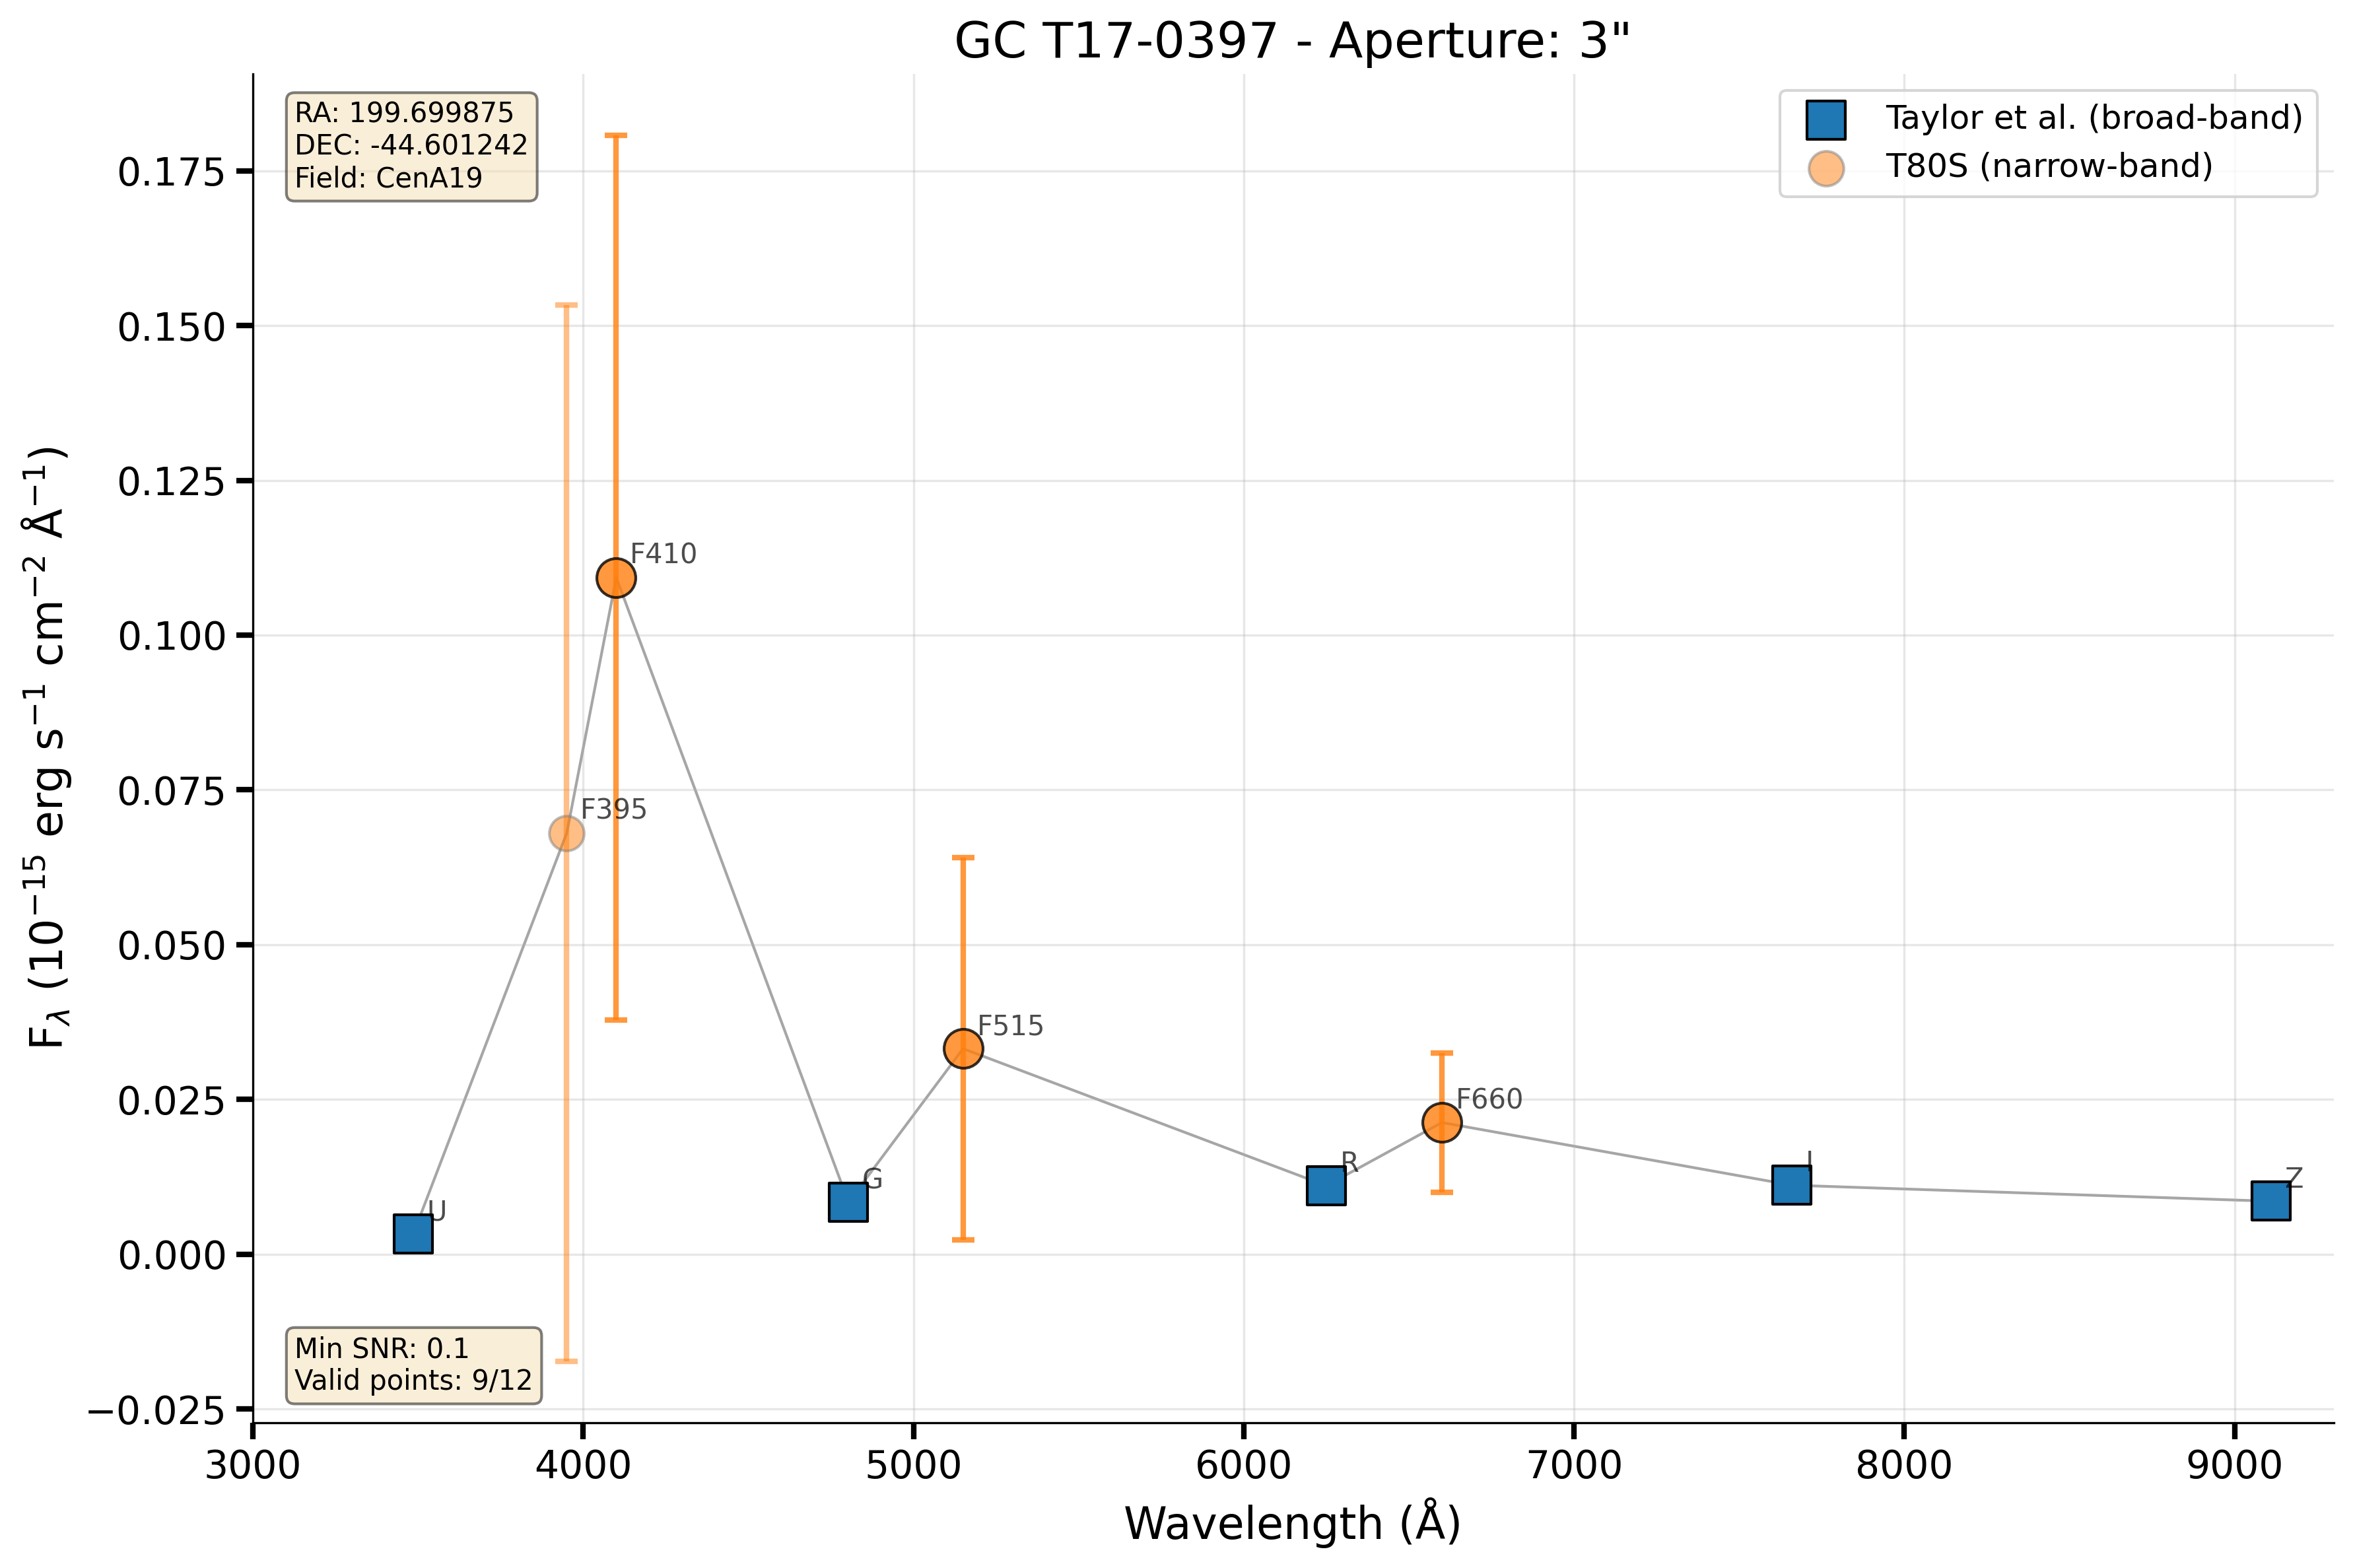 GC T17-0397 - Aperture: 3"
RA: 199.699875
DEC: -44.601242
Field: CenA19
Taylor et al. (broad-band)
T80S (narrow-band)
F$_{\lambda}$ (10$^{-15}$ erg s$^{-1}$ cm$^{-2}$ Å$^{-1}$)
0.175
0.150
0.125
0.100
0.075
0.050
0.025
0.000
−0.025
F410
F395
F515
F660
U
G
R
I
Z
Min SNR: 0.1
Valid points: 9/12
3000 4000 5000 6000 7000 8000 9000
Wavelength (Å)